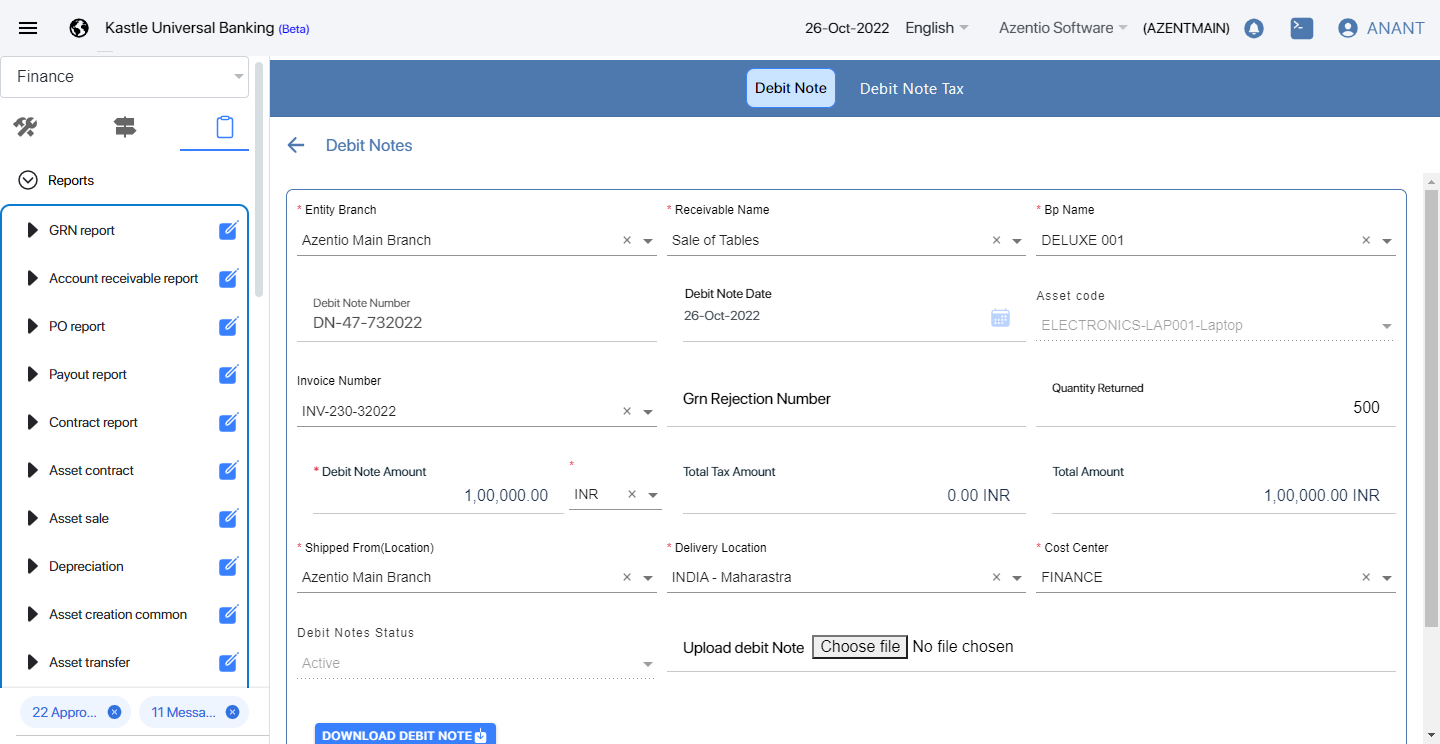 Kastle Universal Banking (Beta)
26-Oct-2022
English
Azentio Software
(AZENTMAIN)
ANANT
Finance
Reports
GRN report
Account receivable report
PO report
Payout report
Contract report
Asset contract
Asset sale
Depreciation
Asset creation common
Asset transfer
22 Appro...
11 Messa...
Debit Note
Debit Note Tax
Debit Notes
* Entity Branch
Azentio Main Branch
* Receivable Name
Sale of Tables
* Bp Name
DELUXE 001
Debit Note Number
DN-47-732022
Debit Note Date
26-Oct-2022
Asset code
ELECTRONICS-LAP001-Laptop
Invoice Number
INV-230-32022
Grn Rejection Number
Quantity Returned
500
* Debit Note Amount
1,00,000.00
*
INR
Total Tax Amount
0.00 INR
Total Amount
1,00,000.00 INR
* Shipped From(Location)
Azentio Main Branch
* Delivery Location
INDIA - Maharastra
* Cost Center
FINANCE
Debit Notes Status
Active
Upload debit Note
Choose file
No file chosen
DOWNLOAD DEBIT NOTE